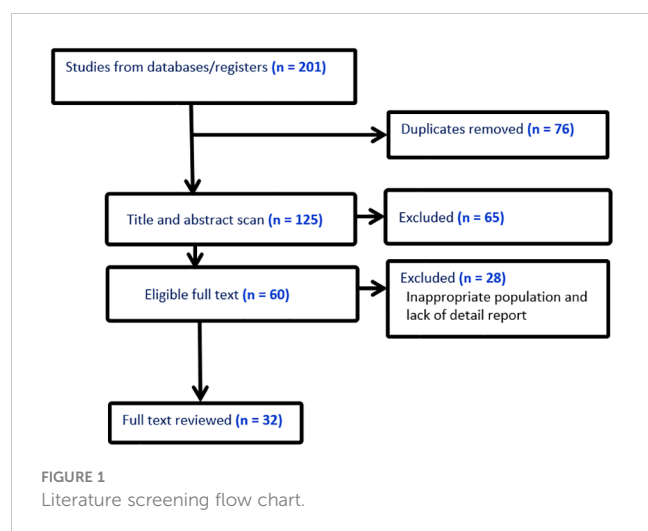 Studies from databases/registers (n = 201)
Duplicates removed (n = 76)
Title and abstract scan (n = 125)
Excluded (n = 65)
Eligible full text (n = 60)
Excluded (n = 28)
Inappropriate population and
lack of detail report
Full text reviewed (n = 32)
FIGURE 1
Literature screening flow chart.